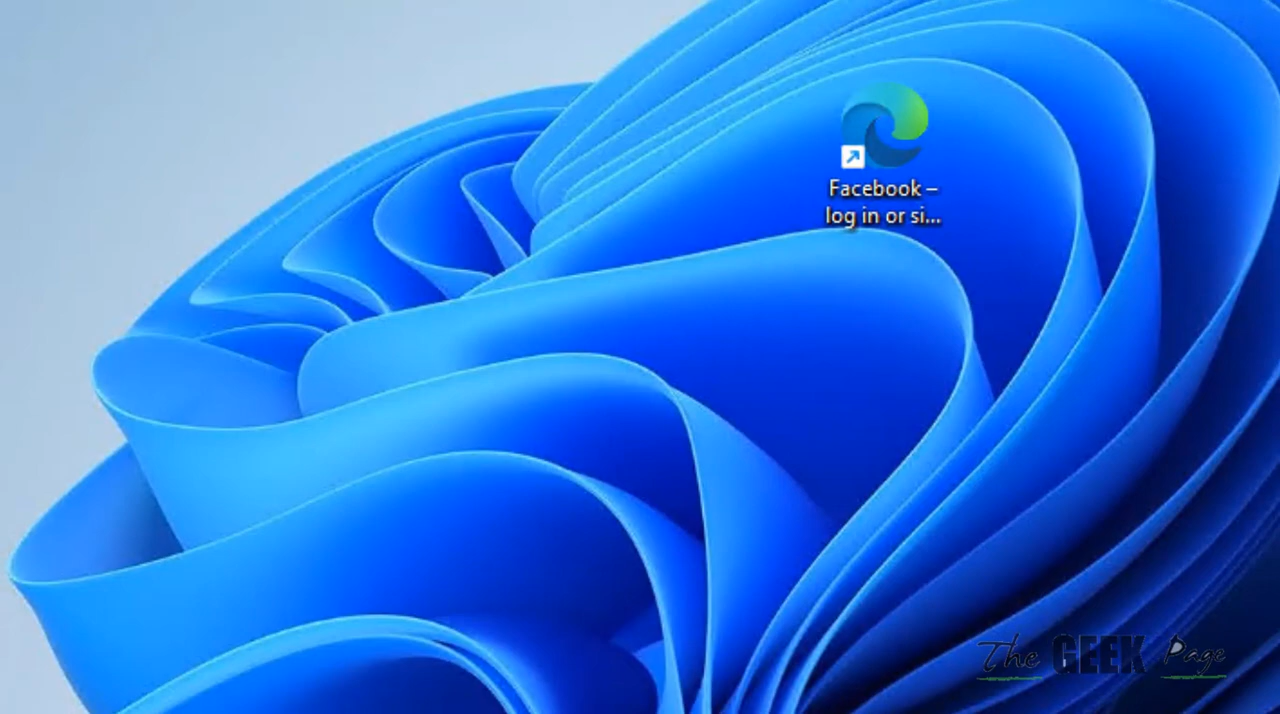 Facebook –
log in or si...
The GEEK Page